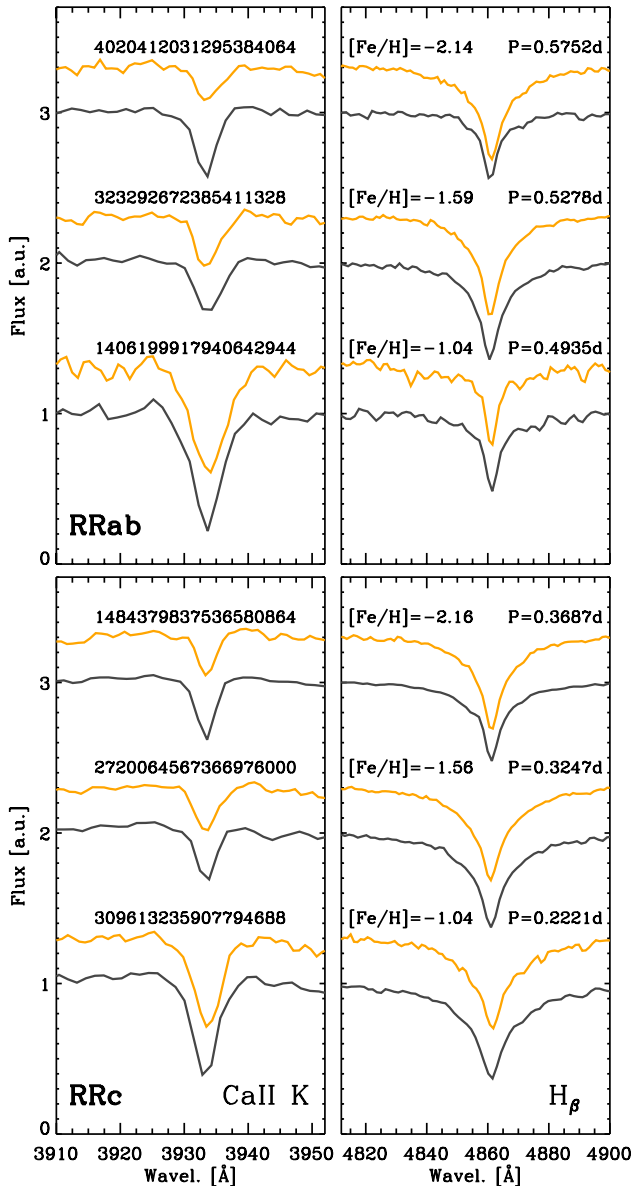 4020412031295384064 [Fe/H]=−2.14 P=0.5752d
3
3232926722385411328 [Fe/H]=−1.59 P=0.5278d
2
Flux [a.u.]
1406199917940642944 [Fe/H]=−1.04 P=0.4935d
1
RRab
0
1484379837536580864 [Fe/H]=−2.16 P=0.3687d
3
2720064567366976000 [Fe/H]=−1.56 P=0.3247d
2
Flux [a.u.]
309613235907794688 [Fe/H]=−1.04 P=0.2221d
1
RRc CaII K Hβ
0
3910 3920 3930 3940 3950 4820 4840 4860 4880 4900
Wavel. [Å] Wavel. [Å]